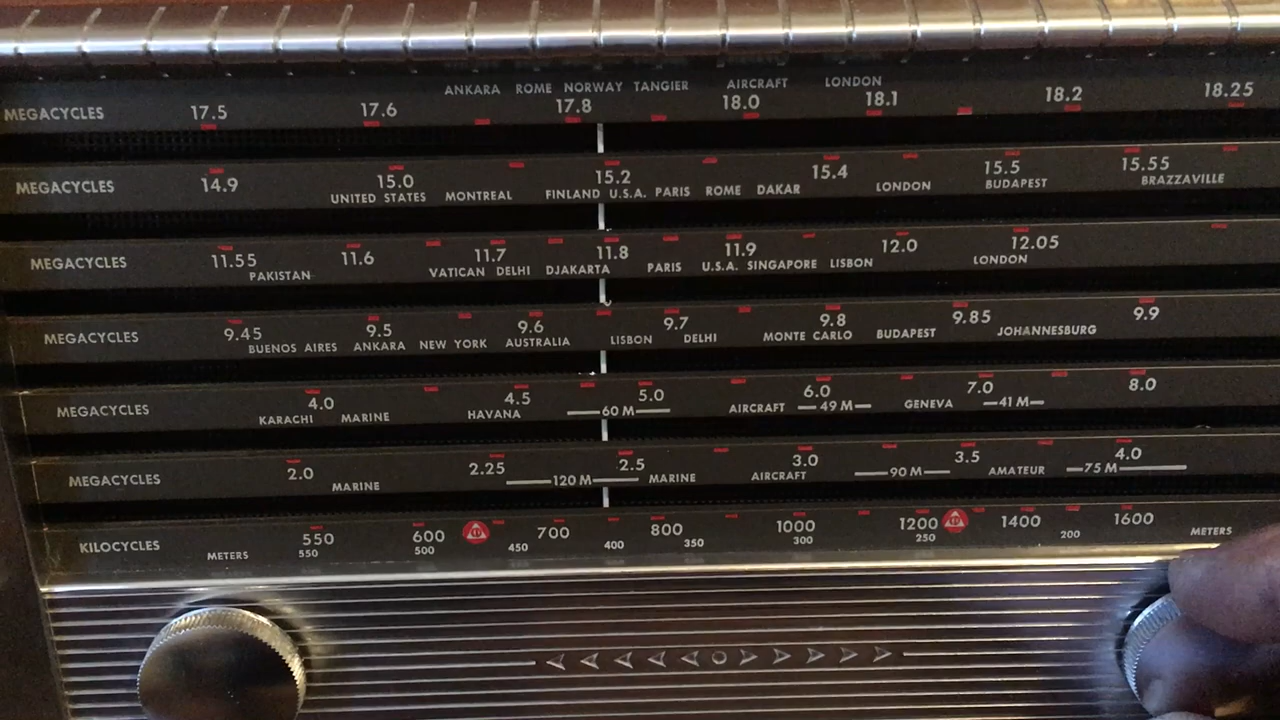 ANKARA ROME NORWAY TANGIER AIRCRAFT LONDON
MEGACYCLES 17.5 17.6 17.8 18.0 18.1 18.2 18.25
MEGACYCLES 14.9 15.0 15.2 15.4 15.5 15.55
UNITED STATES MONTREAL FINLAND U.S.A. PARIS ROME DAKAR LONDON BUDAPEST BRAZZAVILLE
MEGACYCLES 11.55 11.6 11.7 11.8 11.9 12.0 12.05
PAKISTAN VATICAN DELHI DJAKARTA PARIS U.S.A. SINGAPORE LISBON LONDON
MEGACYCLES 9.45 9.5 9.6 9.7 9.8 9.85 9.9
BUENOS AIRES ANKARA NEW YORK AUSTRALIA LISBON DELHI MONTE CARLO BUDAPEST JOHANNESBURG
MEGACYCLES 4.0 4.5 5.0 6.0 7.0 8.0
KARACHI MARINE HAVANA 60 M AIRCRAFT 49 M GENEVA 41 M
MEGACYCLES 2.0 2.25 2.5 3.0 3.5 4.0
MARINE 120 M MARINE AIRCRAFT 90 M AMATEUR 75 M
KILOCYCLES 550 600 700 800 1000 1200 1400 1600
METERS 550 500 450 400 350 300 250 200 METERS